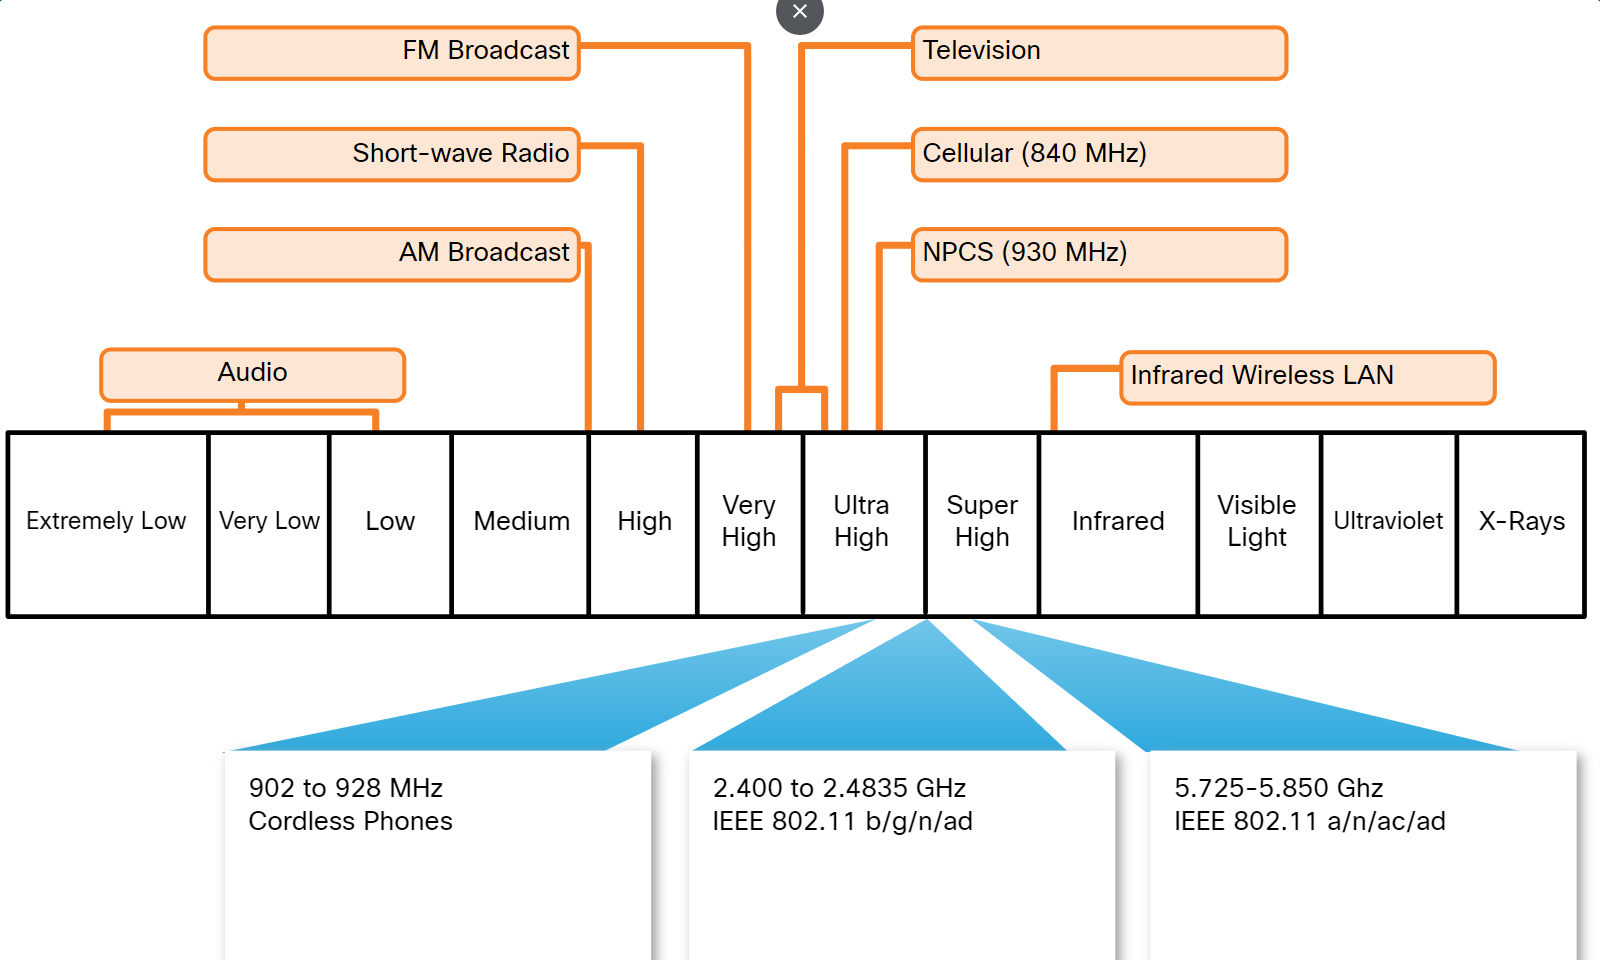 FM Broadcast
Television
Short-wave Radio
Cellular (840 MHz)
AM Broadcast
NPCS (930 MHz)
Audio
Infrared Wireless LAN
Extremely Low
Very Low
Low
Medium
High
Very
High
Ultra
High
Super
High
Infrared
Visible
Light
Ultraviolet
X-Rays
902 to 928 MHz
Cordless Phones
2.400 to 2.4835 GHz
IEEE 802.11 b/g/n/ad
5.725-5.850 Ghz
IEEE 802.11 a/n/ac/ad